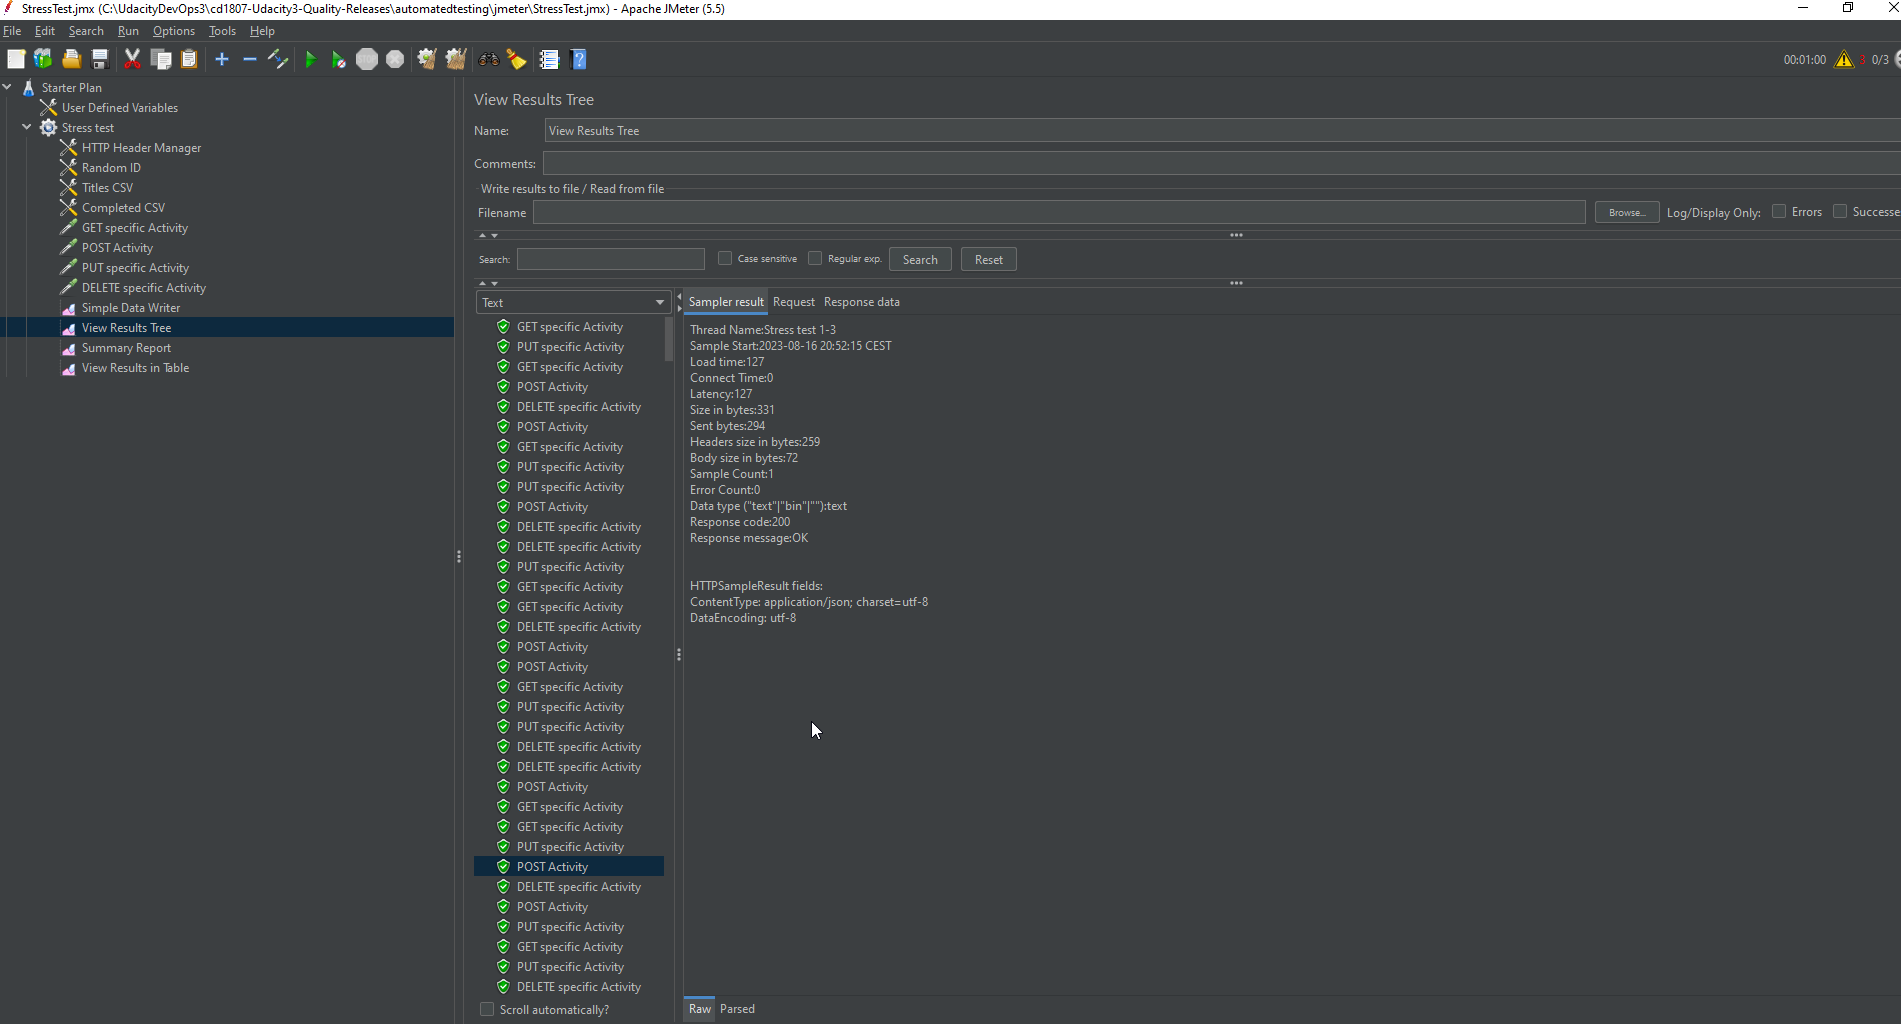 StressTest.jmx (C:\UdacityDevOps3\cd1807-Udacity3-Quality-Releases\automatedtesting\jmeter\StressTest.jmx) - Apache JMeter (5.5)
File Edit Search Run Options Tools Help
STOP
00:01:00 3 0/3
Starter Plan
User Defined Variables
Stress test
HTTP Header Manager
Random ID
Titles CSV
Completed CSV
GET specific Activity
POST Activity
PUT specific Activity
DELETE specific Activity
Simple Data Writer
View Results Tree
Summary Report
View Results in Table
View Results Tree
Name: View Results Tree
Comments:
Write results to file / Read from file
Filename Browse... Log/Display Only: Errors Successe
Search: Case sensitive Regular exp. Search Reset
Text
GET specific Activity
PUT specific Activity
GET specific Activity
POST Activity
DELETE specific Activity
POST Activity
GET specific Activity
PUT specific Activity
PUT specific Activity
POST Activity
DELETE specific Activity
DELETE specific Activity
PUT specific Activity
GET specific Activity
GET specific Activity
DELETE specific Activity
POST Activity
POST Activity
GET specific Activity
PUT specific Activity
PUT specific Activity
DELETE specific Activity
DELETE specific Activity
POST Activity
GET specific Activity
GET specific Activity
PUT specific Activity
POST Activity
DELETE specific Activity
POST Activity
PUT specific Activity
GET specific Activity
PUT specific Activity
DELETE specific Activity
Scroll automatically?
Sampler result Request Response data
Thread Name:Stress test 1-3
Sample Start:2023-08-16 20:52:15 CEST
Load time:127
Connect Time:0
Latency:127
Size in bytes:331
Sent bytes:294
Headers size in bytes:259
Body size in bytes:72
Sample Count:1
Error Count:0
Data type ("text"|"bin"|""):text
Response code:200
Response message:OK
HTTPSampleResult fields:
ContentType: application/json; charset=utf-8
DataEncoding: utf-8
Raw Parsed